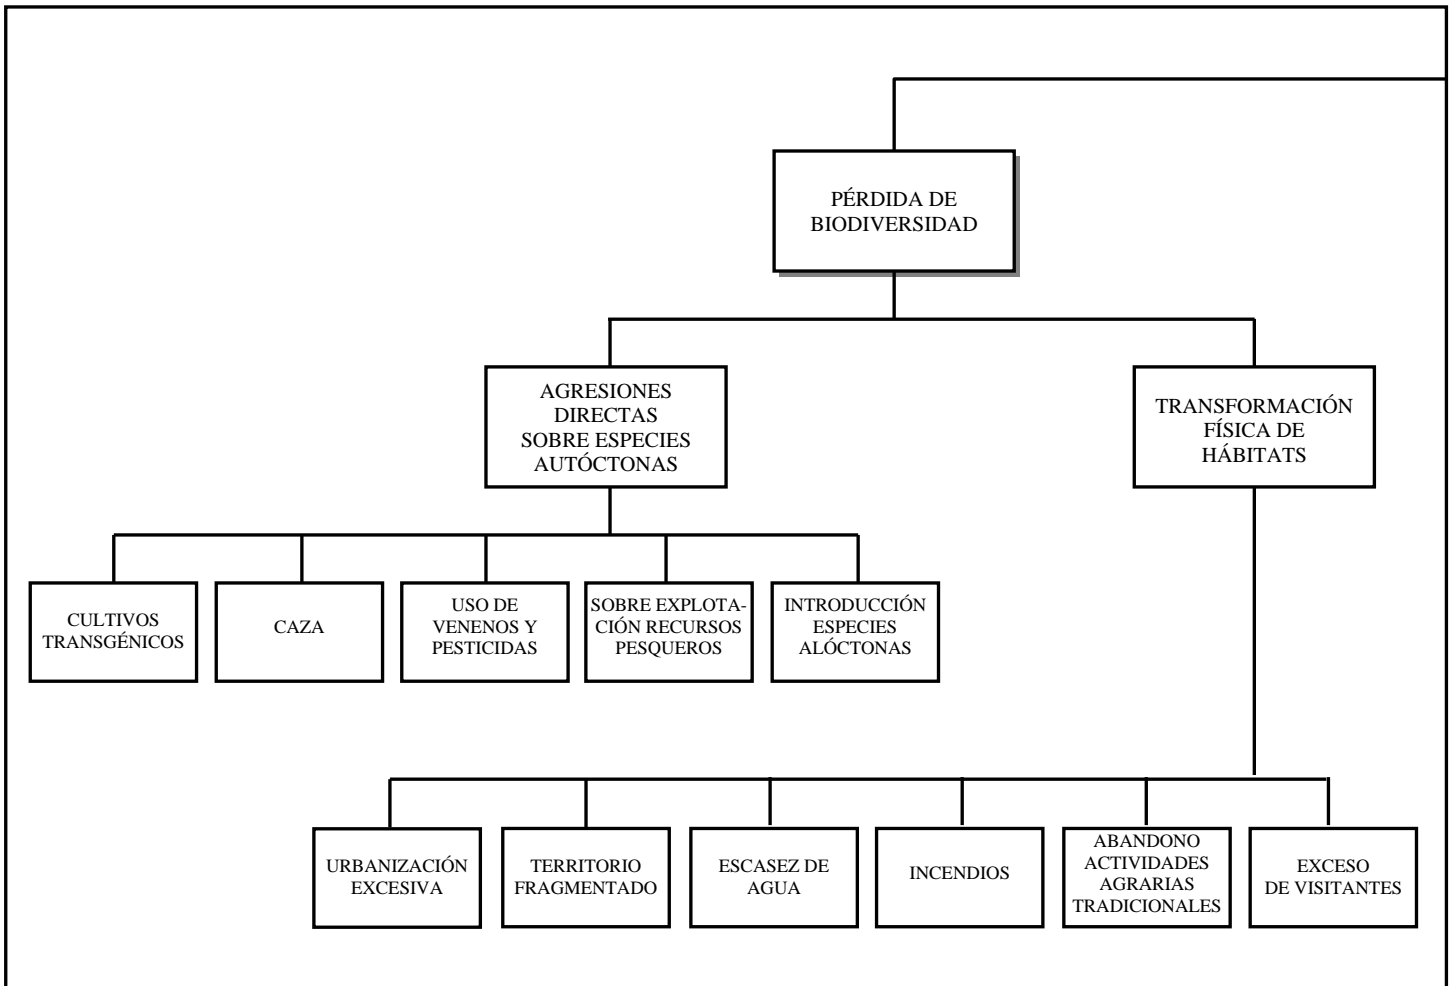 PÉRDIDA DE
BIODIVERSIDAD
AGRESIONES
DIRECTAS
SOBRE ESPECIES
AUTÓCTONAS
TRANSFORMACIÓN
FÍSICA DE
HÁBITATS
CULTIVOS
TRANSGÉNICOS
CAZA
USO DE
VENENOS Y
PESTICIDAS
SOBRE EXPLOTA-
CIÓN RECURSOS
PESQUEROS
INTRODUCCIÓN
ESPECIES
ALÓCTONAS
URBANIZACIÓN
EXCESIVA
TERRITORIO
FRAGMENTADO
ESCASEZ DE
AGUA
INCENDIOS
ABANDONO
ACTIVIDADES
AGRARIAS
TRADICIONALES
EXCESO
DE VISITANTES